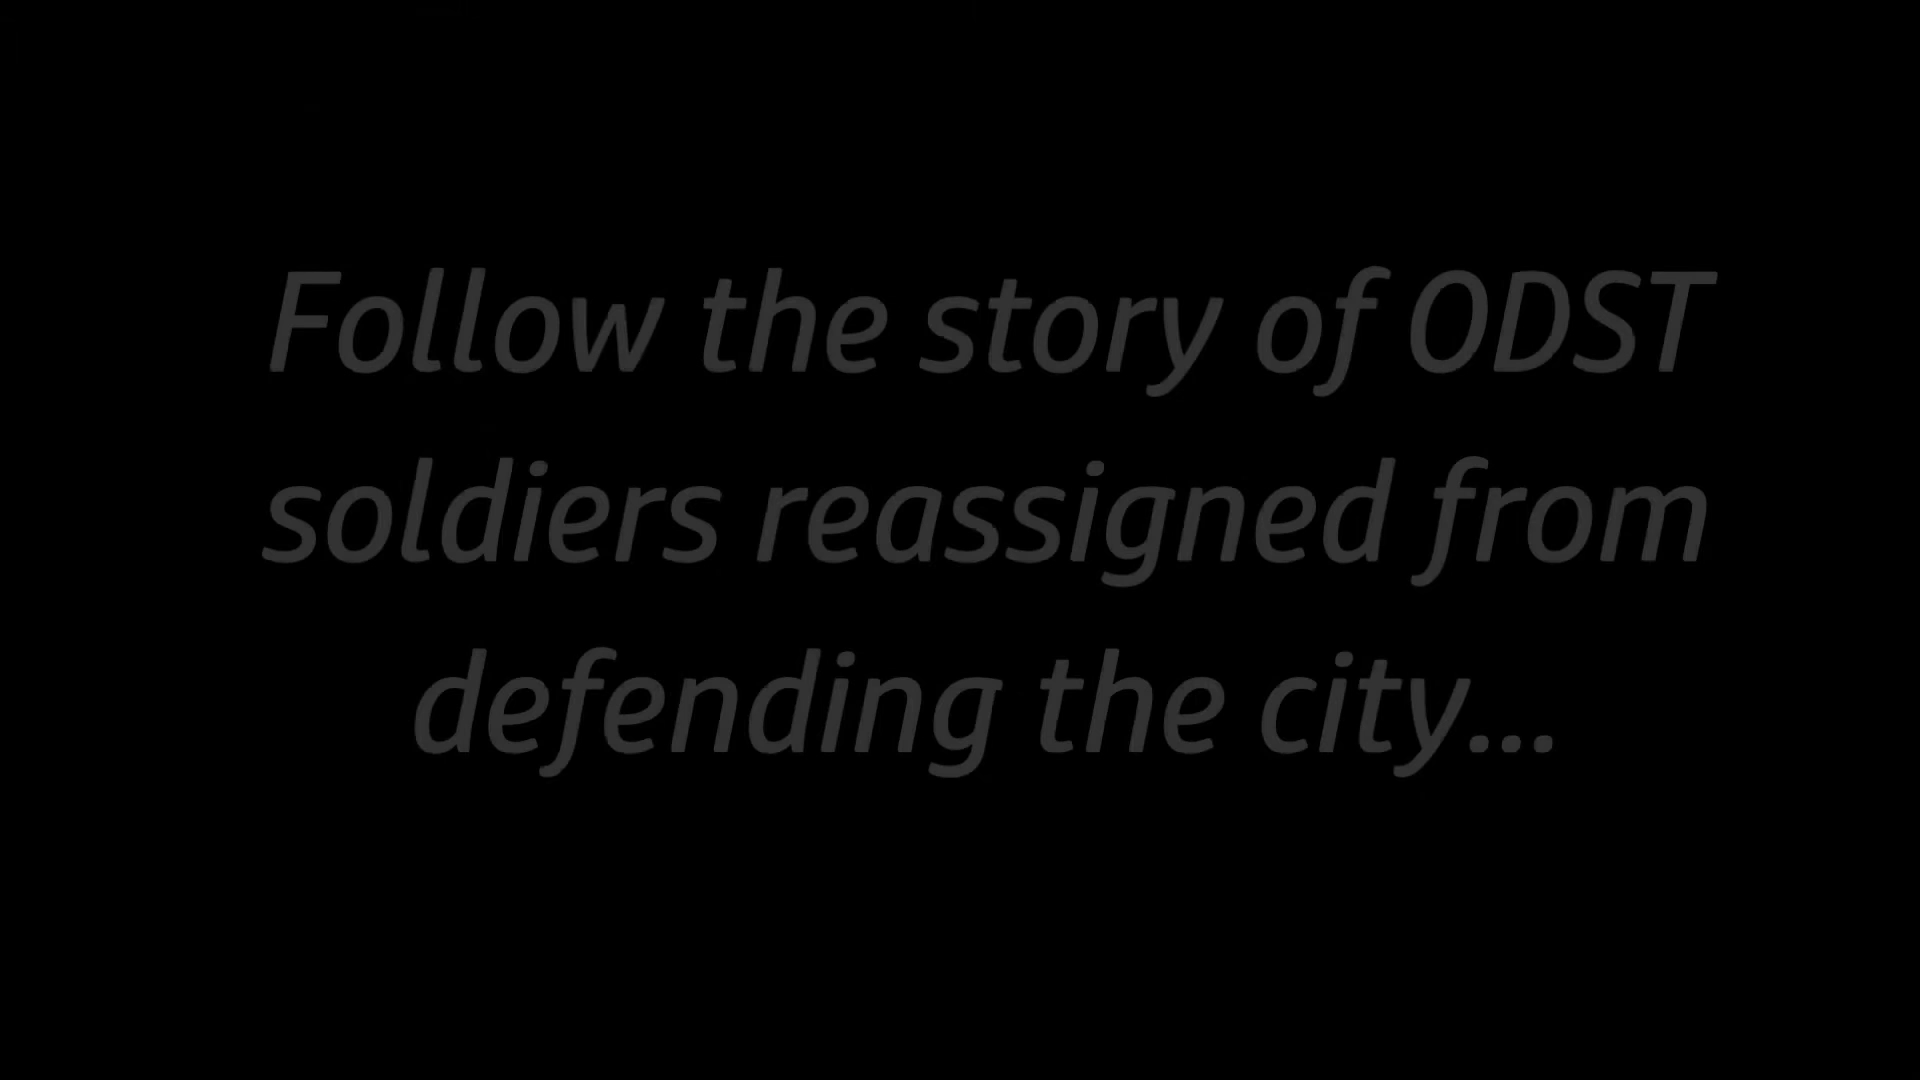 Follow the story of ODST
soldiers reassigned from
defending the city...